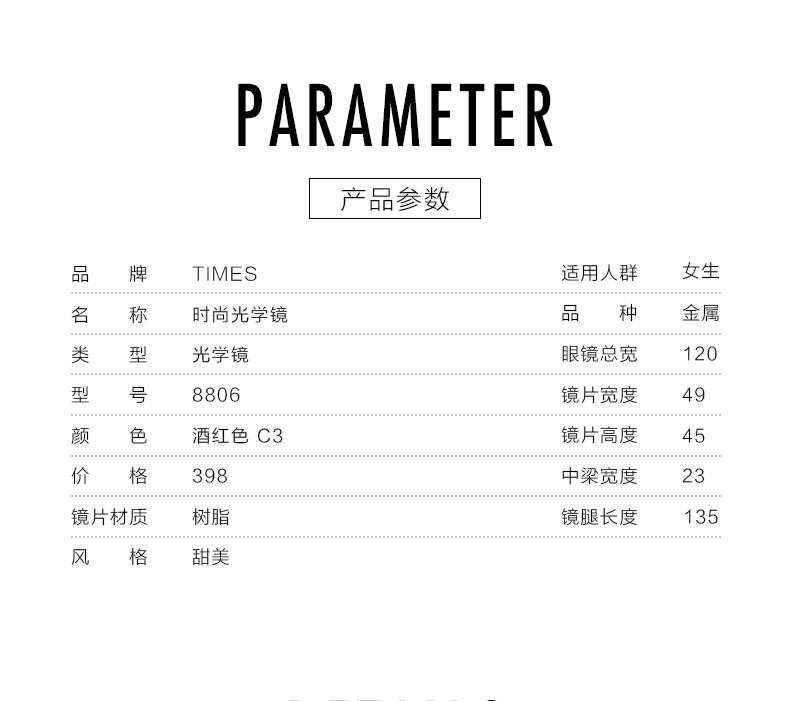 PARAMETER
产品参数
品牌 TIMES 适用人群 女生
名称 时尚光学镜 品种 金属
类型 光学镜 眼镜总宽 120
型号 8806 镜片宽度 49
颜色 酒红色 C3 镜片高度 45
价格 398 中梁宽度 23
镜片材质 树脂 镜腿长度 135
风格 甜美